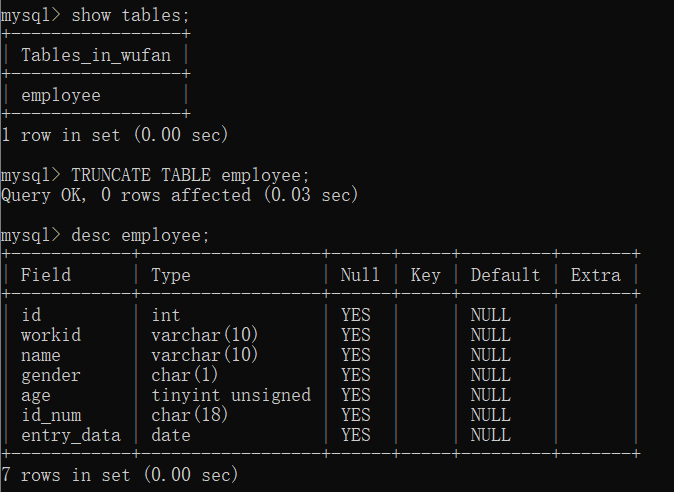 mysql> show tables;
+-----------------+
| Tables_in_wufan |
+-----------------+
| employee        |
+-----------------+
1 row in set (0.00 sec)
mysql> TRUNCATE TABLE employee;
Query OK, 0 rows affected (0.03 sec)
mysql> desc employee;
+------------+------------------+------+-----+---------+-------+
| Field      | Type             | Null | Key | Default | Extra |
+------------+------------------+------+-----+---------+-------+
| id         | int              | YES  |     | NULL    |       |
| workid     | varchar(10)      | YES  |     | NULL    |       |
| name       | varchar(10)      | YES  |     | NULL    |       |
| gender     | char(1)          | YES  |     | NULL    |       |
| age        | tinyint unsigned | YES  |     | NULL    |       |
| id_num     | char(18)         | YES  |     | NULL    |       |
| entry_data | date             | YES  |     | NULL    |       |
+------------+------------------+------+-----+---------+-------+
7 rows in set (0.00 sec)